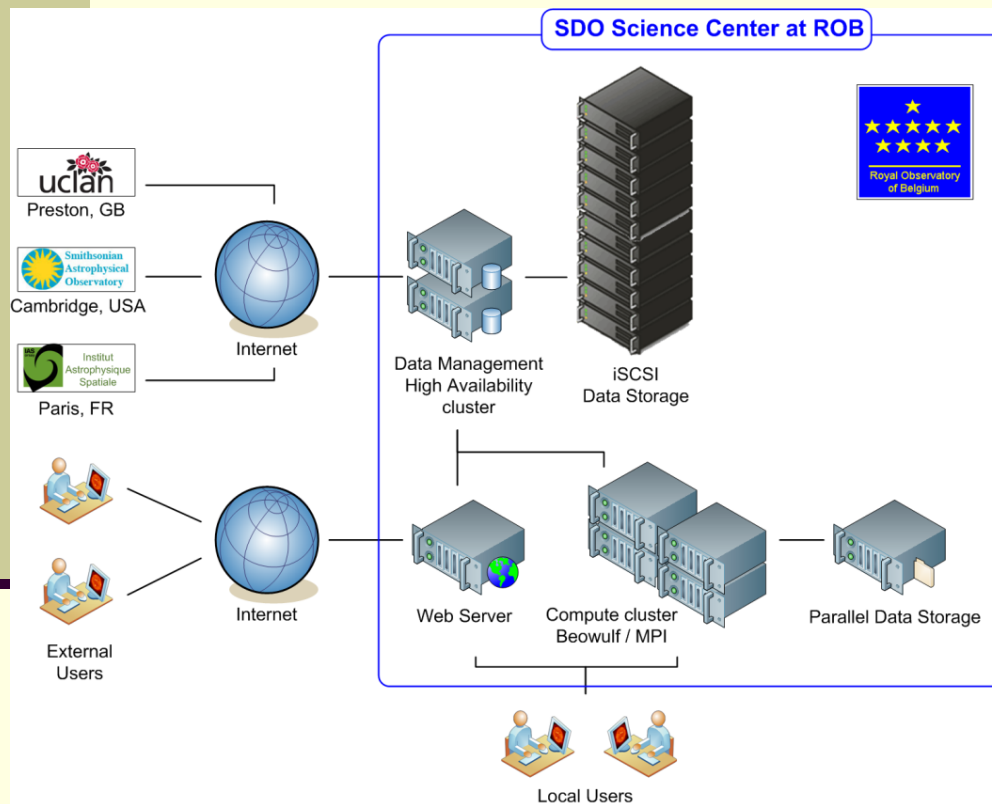 SDO Science Center at ROB
uclan
Preston, GB
Smithsonian
Astrophysical
Observatory
Cambridge, USA
IAS
Institut
Astrophysique
Spatiale
Paris, FR
Internet
Data Management
High Availability
cluster
iSCSI
Data Storage
Royal Observatory
of Belgium
External
Users
Internet
Web Server
Compute cluster
Beowulf / MPI
Parallel Data Storage
Local Users